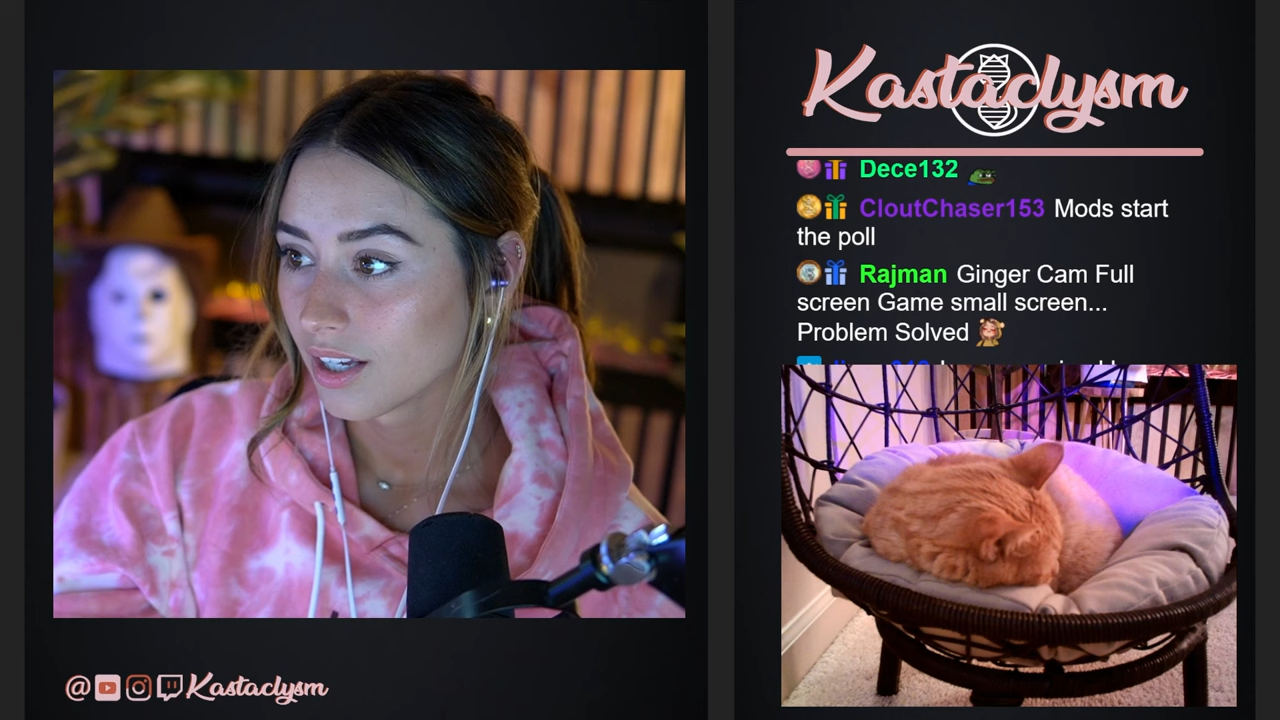 Kastaclysm
Dece132
CloutChaser153 Mods start
the poll
Rajman Ginger Cam Full
screen Game small screen...
Problem Solved
@ Kastaclysm